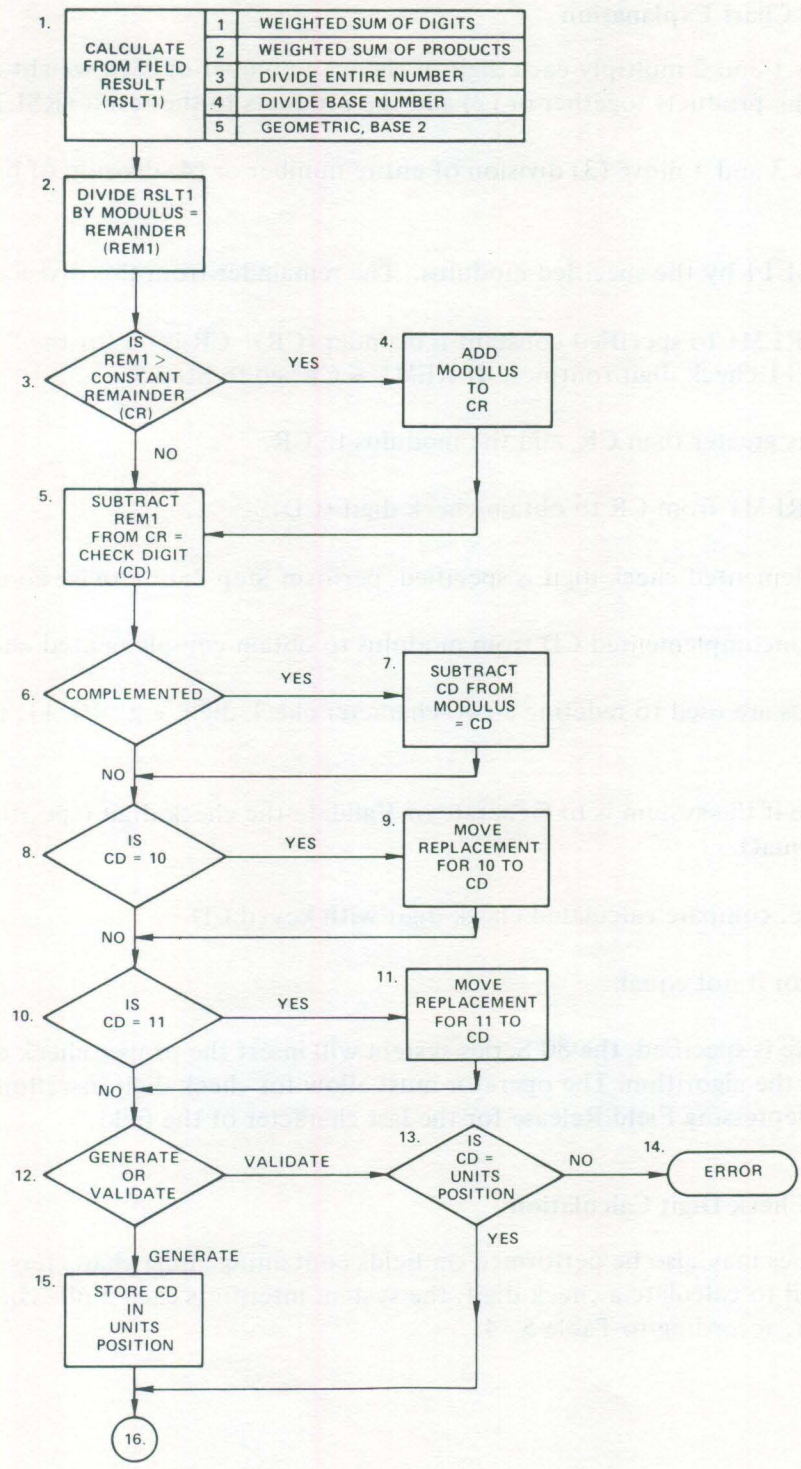 1.
CALCULATE
FROM FIELD
RESULT
(RSLT1)
1 WEIGHTED SUM OF DIGITS
2 WEIGHTED SUM OF PRODUCTS
3 DIVIDE ENTIRE NUMBER
4 DIVIDE BASE NUMBER
5 GEOMETRIC, BASE 2
2.
DIVIDE RSLT1
BY MODULUS =
REMAINDER
(REM1)
3.
IS
REM1 >
CONSTANT
REMAINDER
(CR)
YES
4.
ADD
MODULUS
TO
CR
NO
5.
SUBTRACT
REM1
FROM CR =
CHECK DIGIT
(CD)
6.
COMPLEMENTED
YES
7.
SUBTRACT
CD FROM
MODULUS
= CD
NO
8.
IS
CD = 10
YES
9.
MOVE
REPLACEMENT
FOR 10 TO
CD
NO
10.
IS
CD = 11
YES
11.
MOVE
REPLACEMENT
FOR 11 TO
CD
NO
12.
GENERATE
OR
VALIDATE
VALIDATE
13.
IS
CD =
UNITS
POSITION
NO
14.
ERROR
YES
GENERATE
15.
STORE CD
IN
UNITS
POSITION
16.